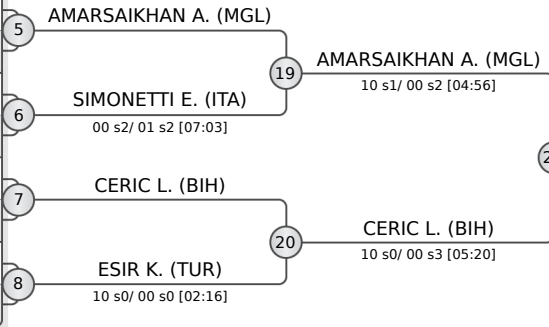 5
AMARSAIKHAN A. (MGL)
19
AMARSAIKHAN A. (MGL)
10 s1/ 00 s2 [04:56]
6
SIMONETTI E. (ITA)
00 s2/ 01 s2 [07:03]
7
CERIC L. (BIH)
20
CERIC L. (BIH)
10 s0/ 00 s3 [05:20]
8
ESIR K. (TUR)
10 s0/ 00 s0 [02:16]